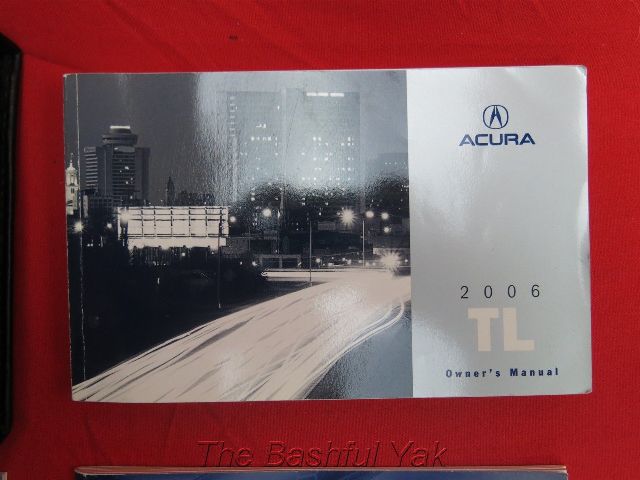 ACURA
2006
TL
Owner's Manual
The Bashful Yak